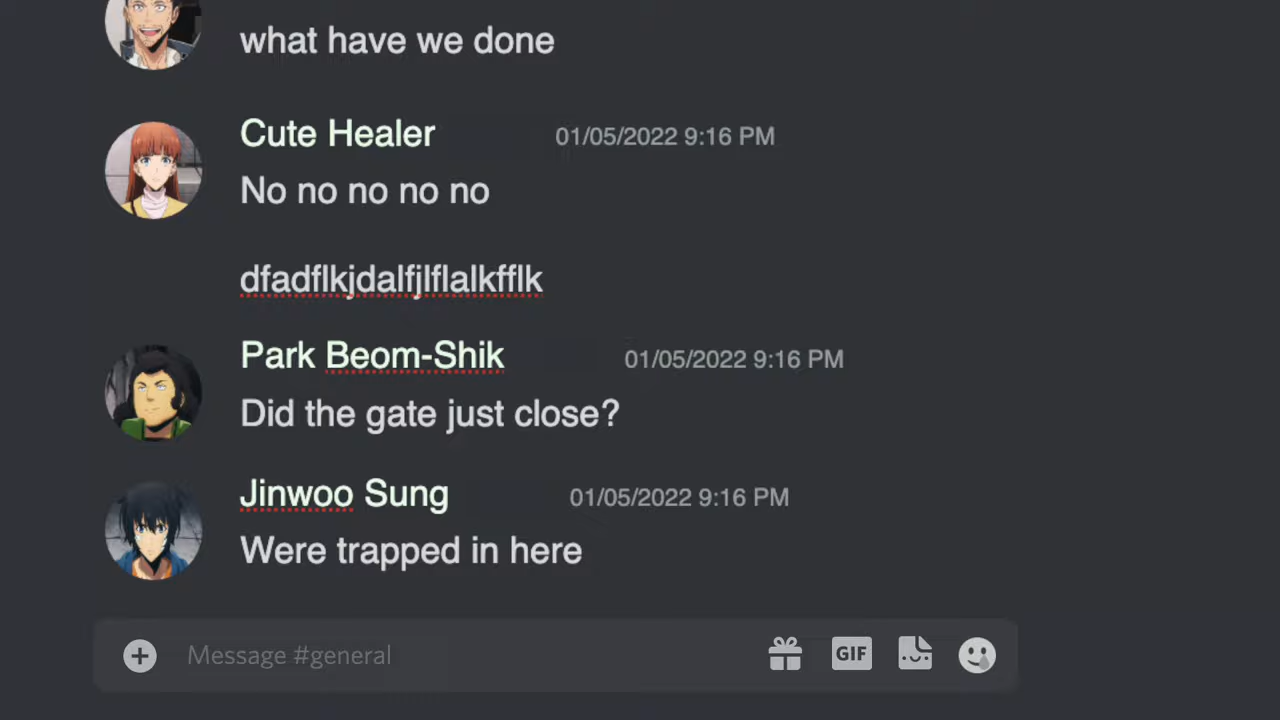 what have we done
Cute Healer 01/05/2022 9:16 PM
No no no no no
dfadflkjdalfjlflalkfflk
Park Beom-Shik 01/05/2022 9:16 PM
Did the gate just close?
Jinwoo Sung 01/05/2022 9:16 PM
Were trapped in here
Message #general GIF